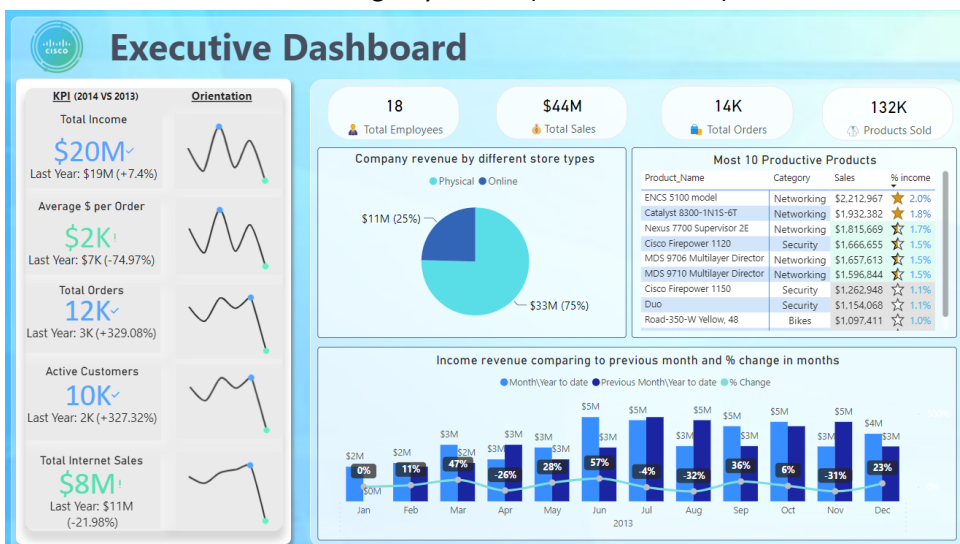 CISCO
Executive Dashboard
KPI (2014 VS 2013)
Orientation
Total Income
$20M
Last Year: $19M (+7.4%)
Average $ per Order
$2K!
Last Year: $7K (-74.97%)
Total Orders
12K
Last Year: 3K (+329.08%)
Active Customers
10K
Last Year: 2K (+327.32%)
Total Internet Sales
$8M!
Last Year: $11M
(-21.98%)
18
Total Employees
$44M
Total Sales
14K
Total Orders
132K
Products Sold
Company revenue by different store types
Physical Online
$11M (25%)
$33M (75%)
Most 10 Productive Products
Product_Name Category Sales % income
ENCS 5100 model Networking $2,212,967 2.0%
Catalyst 8300-1N1S-6T Networking $1,932,382 1.8%
Nexus 7700 Supervisor 2E Networking $1,815,669 1.7%
Cisco Firepower 1120 Security $1,666,655 1.5%
MDS 9706 Multilayer Director Networking $1,657,613 1.5%
MDS 9710 Multilayer Director Networking $1,596,844 1.5%
Cisco Firepower 1150 Security $1,262,948 1.1%
Duo Security $1,154,068 1.1%
Road-350-W Yellow, 48 Bikes $1,097,411 1.0%
Income revenue comparing to previous month and % change in months
Month\Year to date Previous Month\Year to date % Change
$2M $0M $2M $3M $2M $3M $3M $3M $3M $5M $3M $5M $5M $3M $5M $5M $3M $5M $3M $5M $4M $3M
0% 11% 47% -26% 28% 57% -4% -32% 36% 6% -31% 23%
Jan Feb Mar Apr May Jun Jul Aug Sep Oct Nov Dec
2013